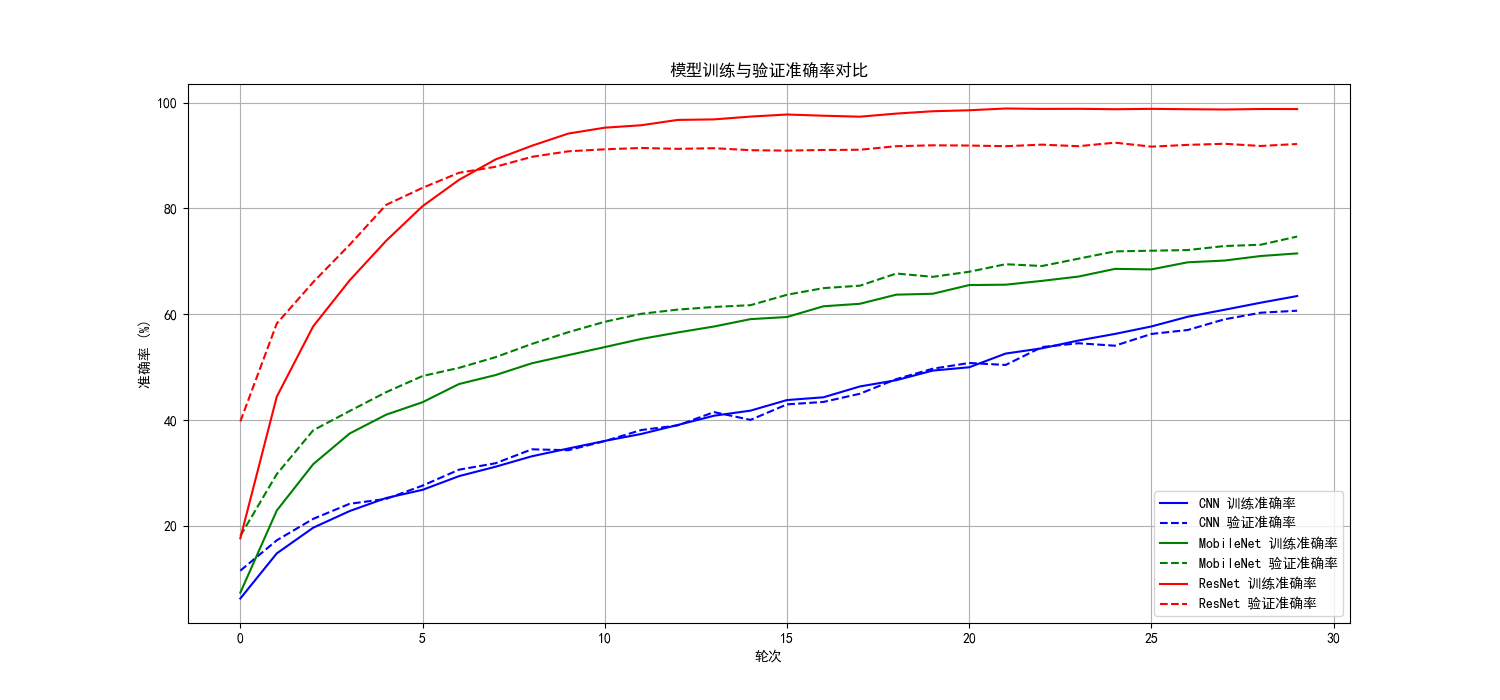 模型训练与验证准确率对比
准确率 (%)
100
80
60
40
20
0 5 10 15 20 25 30
轮次
CNN 训练准确率
CNN 验证准确率
MobileNet 训练准确率
MobileNet 验证准确率
ResNet 训练准确率
ResNet 验证准确率